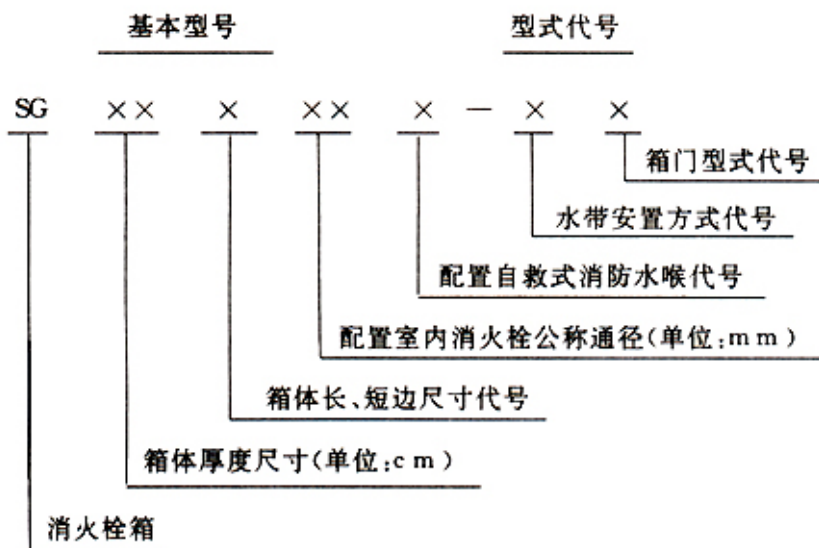 基本型号 型式代号
SG ×× × ×× × — × ×
箱门型式代号
水带安置方式代号
配置自救式消防水喉代号
配置室内消火栓公称通径(单位:mm)
箱体长、短边尺寸代号
箱体厚度尺寸(单位:cm)
消火栓箱